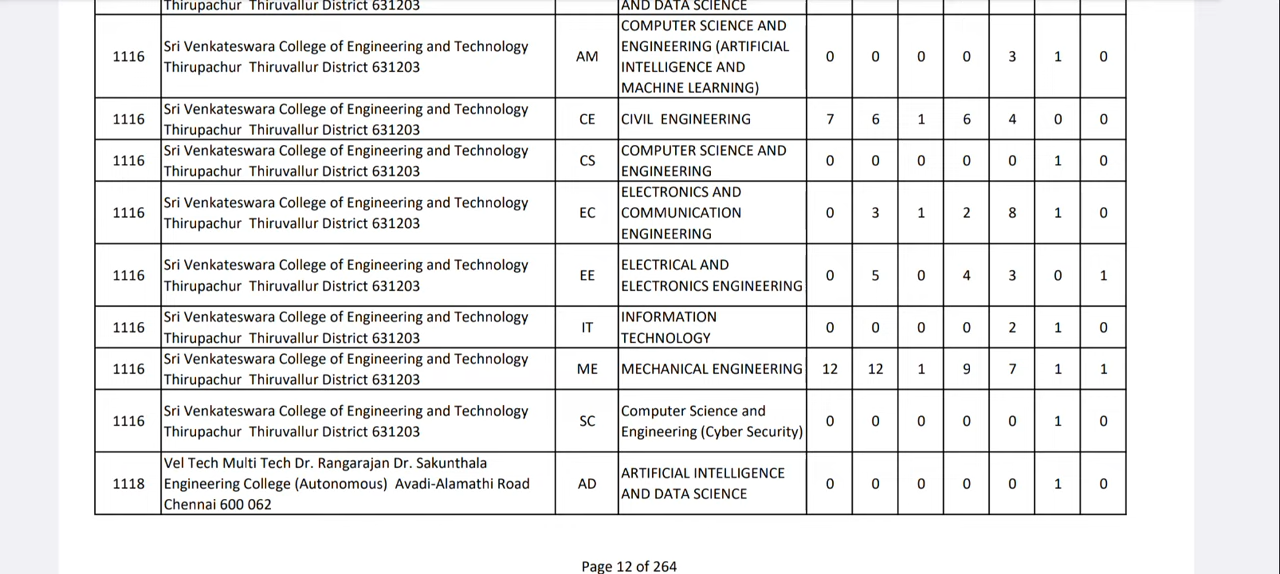 Thirupachur Thiruvallur District 631203
AND DATA SCIENCE
1116
Sri Venkateswara College of Engineering and Technology
Thirupachur Thiruvallur District 631203
AM
COMPUTER SCIENCE AND
ENGINEERING (ARTIFICIAL
INTELLIGENCE AND
MACHINE LEARNING)
0 0 0 0 3 1 0
1116
Sri Venkateswara College of Engineering and Technology
Thirupachur Thiruvallur District 631203
CE
CIVIL ENGINEERING
7 6 1 6 4 0 0
1116
Sri Venkateswara College of Engineering and Technology
Thirupachur Thiruvallur District 631203
CS
COMPUTER SCIENCE AND
ENGINEERING
0 0 0 0 0 1 0
1116
Sri Venkateswara College of Engineering and Technology
Thirupachur Thiruvallur District 631203
EC
ELECTRONICS AND
COMMUNICATION
ENGINEERING
0 3 1 2 8 1 0
1116
Sri Venkateswara College of Engineering and Technology
Thirupachur Thiruvallur District 631203
EE
ELECTRICAL AND
ELECTRONICS ENGINEERING
0 5 0 4 3 0 1
1116
Sri Venkateswara College of Engineering and Technology
Thirupachur Thiruvallur District 631203
IT
INFORMATION
TECHNOLOGY
0 0 0 0 2 1 0
1116
Sri Venkateswara College of Engineering and Technology
Thirupachur Thiruvallur District 631203
ME
MECHANICAL ENGINEERING
12 12 1 9 7 1 1
1116
Sri Venkateswara College of Engineering and Technology
Thirupachur Thiruvallur District 631203
SC
Computer Science and
Engineering (Cyber Security)
0 0 0 0 0 1 0
1118
Vel Tech Multi Tech Dr. Rangarajan Dr. Sakunthala
Engineering College (Autonomous) Avadi-Alamathi Road
Chennai 600 062
AD
ARTIFICIAL INTELLIGENCE
AND DATA SCIENCE
0 0 0 0 0 1 0
Page 12 of 264